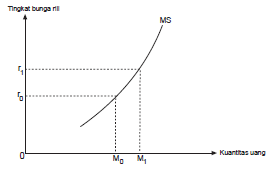 Tingkat bunga riil
MS
r1
r0
0
M0
M1
Kuantitas uang